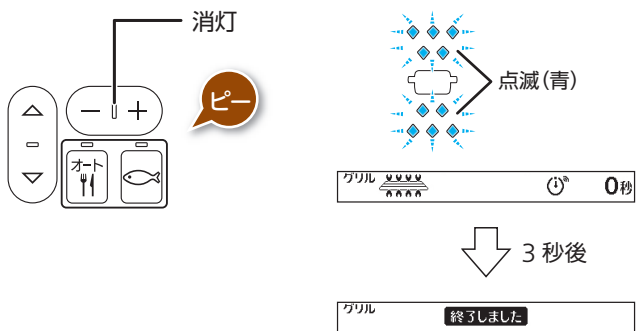 消灯
ピー
オート
点滅（青）
グリル
0秒
3 秒後
グリル
終了しました